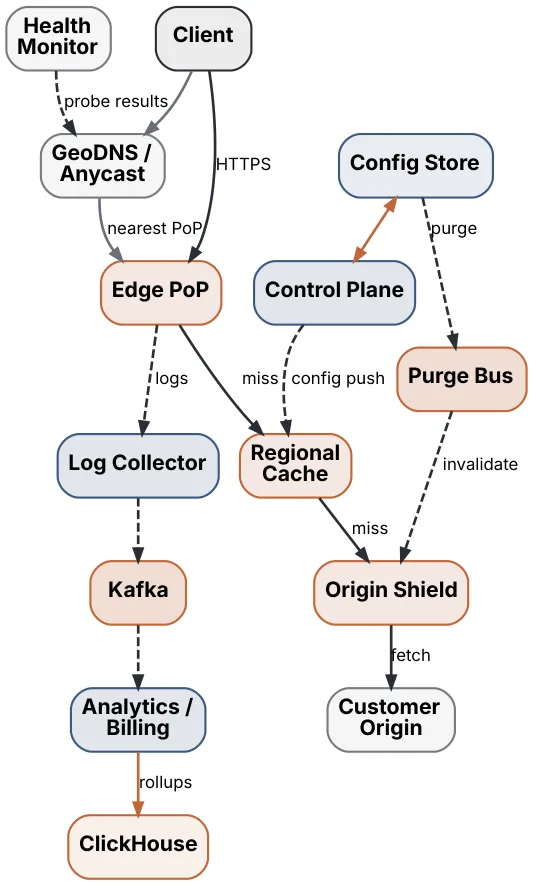 Health
Monitor
Client
probe results
GeoDNS /
Anycast
HTTPS
Config Store
nearest PoP
purge
Edge PoP
Control Plane
logs
miss
config push
Purge Bus
Log Collector
Regional
Cache
invalidate
miss
Kafka
Origin Shield
fetch
Analytics /
Billing
Customer
Origin
rollups
ClickHouse